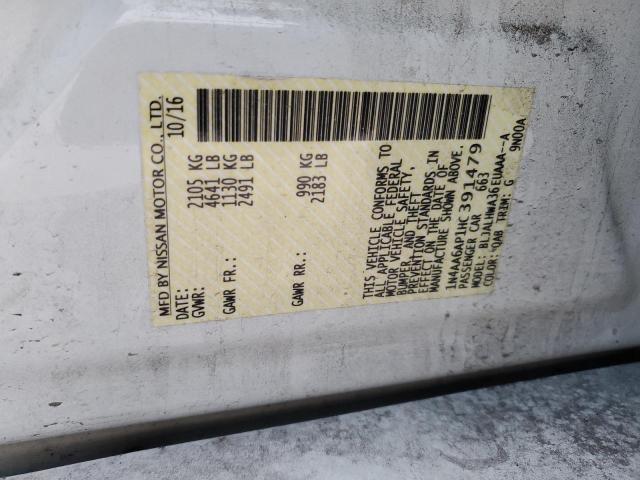 MFD BY NISSAN MOTOR CO., LTD.
DATE: 10/16
GVWR: 2105 KG
4641 LB
GAWR FR: 1130 KG
2491 LB
GAWR RR: 990 KG
2183 LB
THIS VEHICLE CONFORMS TO
ALL APPLICABLE FEDERAL
MOTOR VEHICLE SAFETY,
BUMPER, AND THEFT
PREVENTION STANDARDS IN
EFFECT ON THE DATE OF
MANUFACTURE SHOWN ABOVE.
1N4AA6AP1HC391479
PASSENGER CAR 663
MODEL: BLJALHWA36EUAAA--A
COLOR: QAB TRIM: G 9N00A